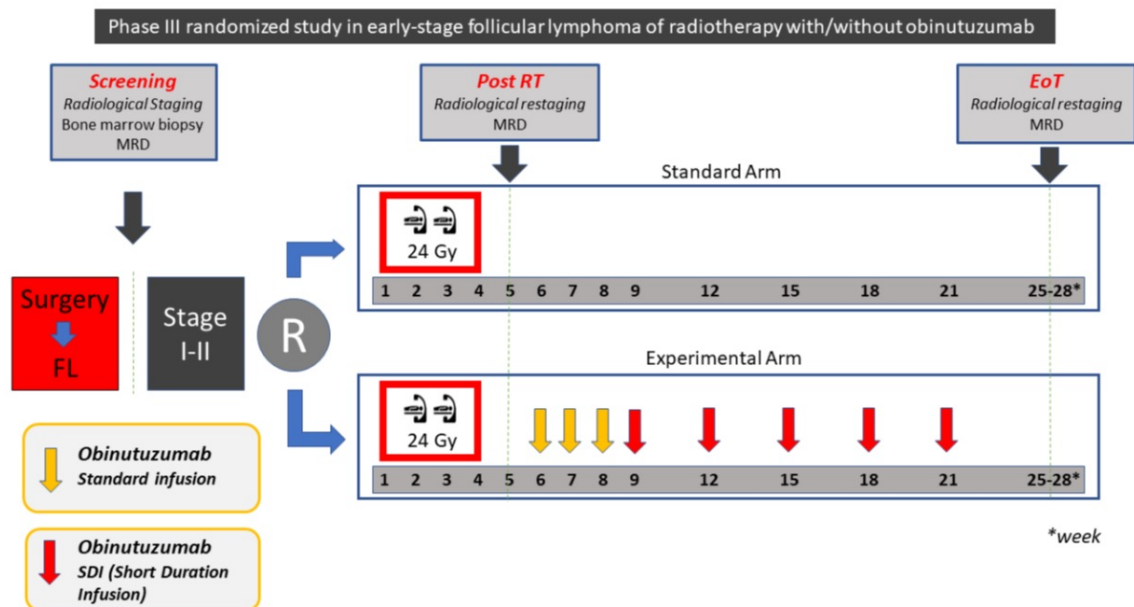 Phase III randomized study in early-stage follicular lymphoma of radiotherapy with/without obinutuzumab
Screening
Radiological Staging
Bone marrow biopsy
MRD
Post RT
Radiological restaging
MRD
EoT
Radiological restaging
MRD
Standard Arm
24 Gy
1 2 3 4 5 6 7 8 9 12 15 18 21 25-28*
Surgery
FL
Stage
I-II
R
Experimental Arm
24 Gy
1 2 3 4 5 6 7 8 9 12 15 18 21 25-28*
Obinutuzumab
Standard infusion
Obinutuzumab
SDI (Short Duration
Infusion)
*week